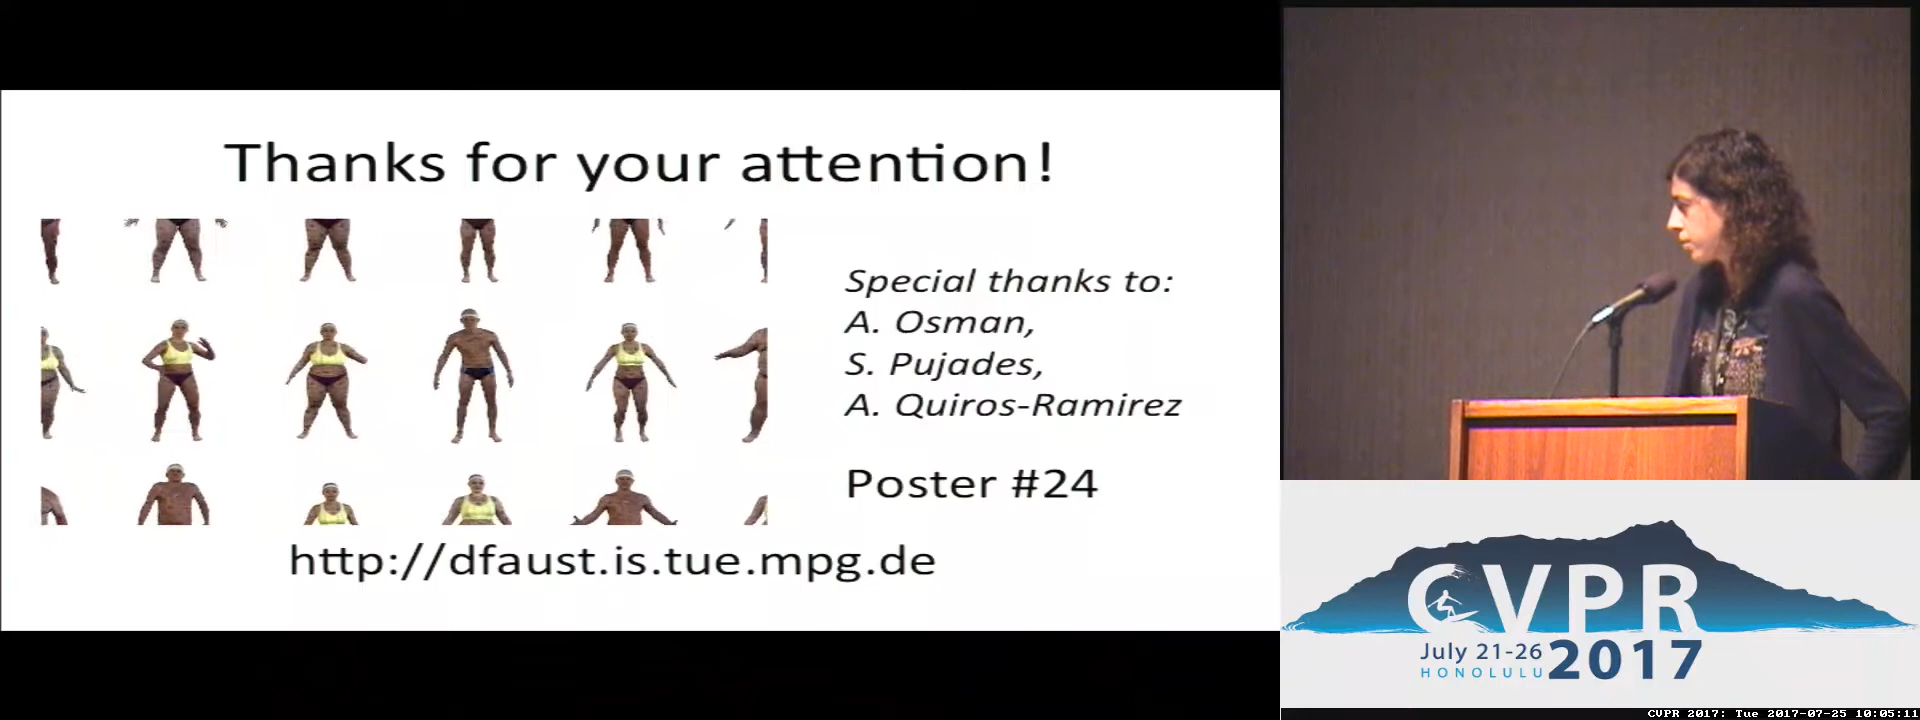 Thanks for your attention!
Special thanks to:
A. Osman,
S. Pujades,
A. Quiros-Ramirez
Poster #24
http://dfaust.is.tue.mpg.de
CVPR
July 21-26
HONOLULU
2017
CVPR 2017: Tue 2017-07-25 10:05:11